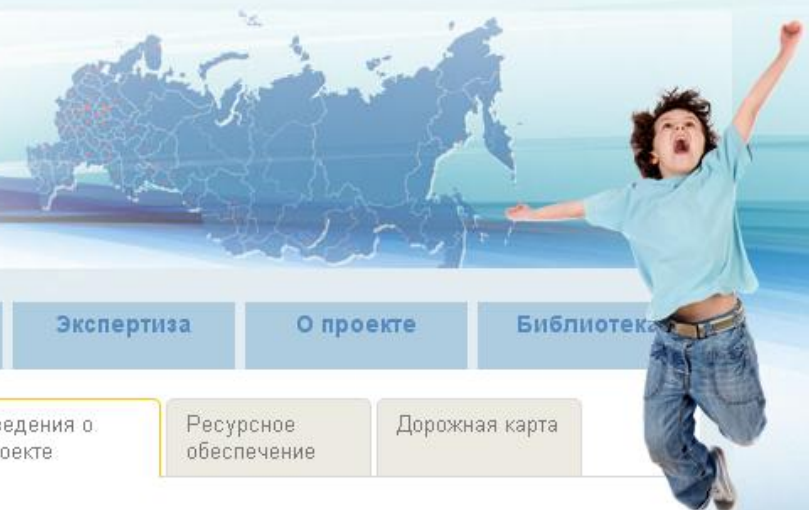 Экспертиза
О проекте
Библиотека
ведения о
оекте
Ресурсное
обеспечение
Дорожная карта